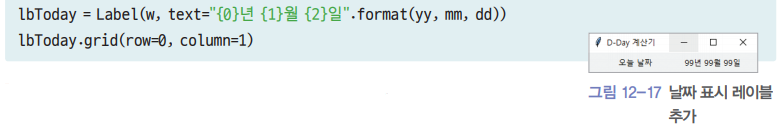 lbToday = Label(w, text="{0}년 {1}월 {2}일".format(yy, mm, dd))
lbToday.grid(row=0, column=1)
D-Day 계산기
오늘 날짜 99년 99월 99일
그림 12-17 날짜 표시 레이블
추가